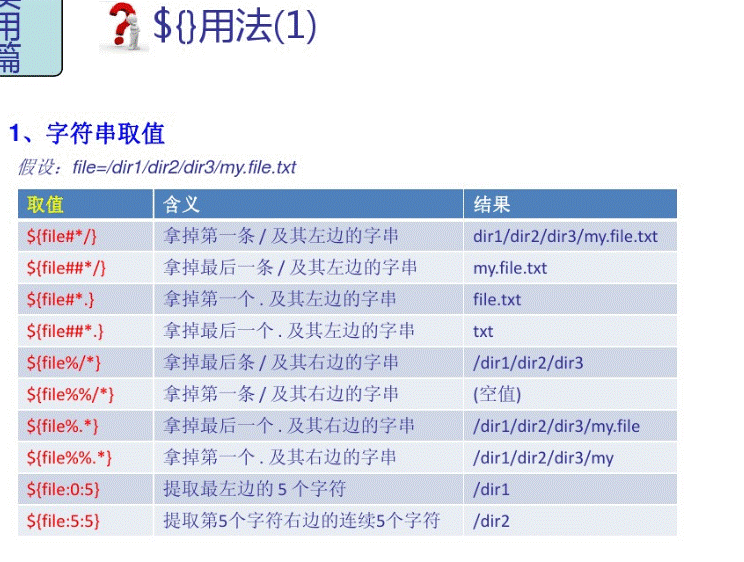 用
篇
${}用法(1)
1、字符串取值
假设：file=/dir1/dir2/dir3/my.file.txt
取值 含义 结果
${file#*/} 拿掉第一条 / 及其左边的字串 dir1/dir2/dir3/my.file.txt
${file##*/} 拿掉最后一条 / 及其左边的字串 my.file.txt
${file#*.} 拿掉第一个 . 及其左边的字串 file.txt
${file##*.} 拿掉最后一个 . 及其左边的字串 txt
${file%/*} 拿掉最后条 / 及其右边的字串 /dir1/dir2/dir3
${file%%/*} 拿掉第一条 / 及其右边的字串 (空值)
${file%.*} 拿掉最后一个 . 及其右边的字串 /dir1/dir2/dir3/my.file
${file%%.*} 拿掉第一个 . 及其右边的字串 /dir1/dir2/dir3/my
${file:0:5} 提取最左边的 5 个字符 /dir1
${file:5:5} 提取第5个字符右边的连续5个字符 /dir2